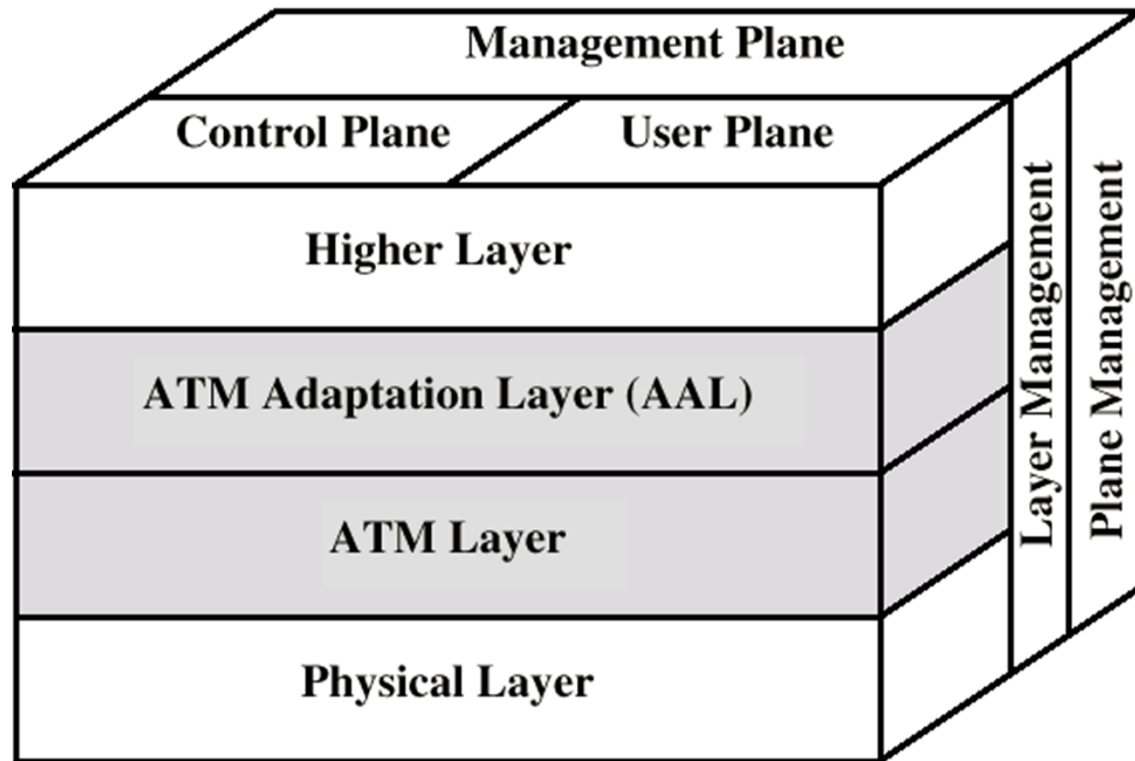 Management Plane
Control Plane
User Plane
Higher Layer
ATM Adaptation Layer (AAL)
ATM Layer
Physical Layer
Layer Management
Plane Management